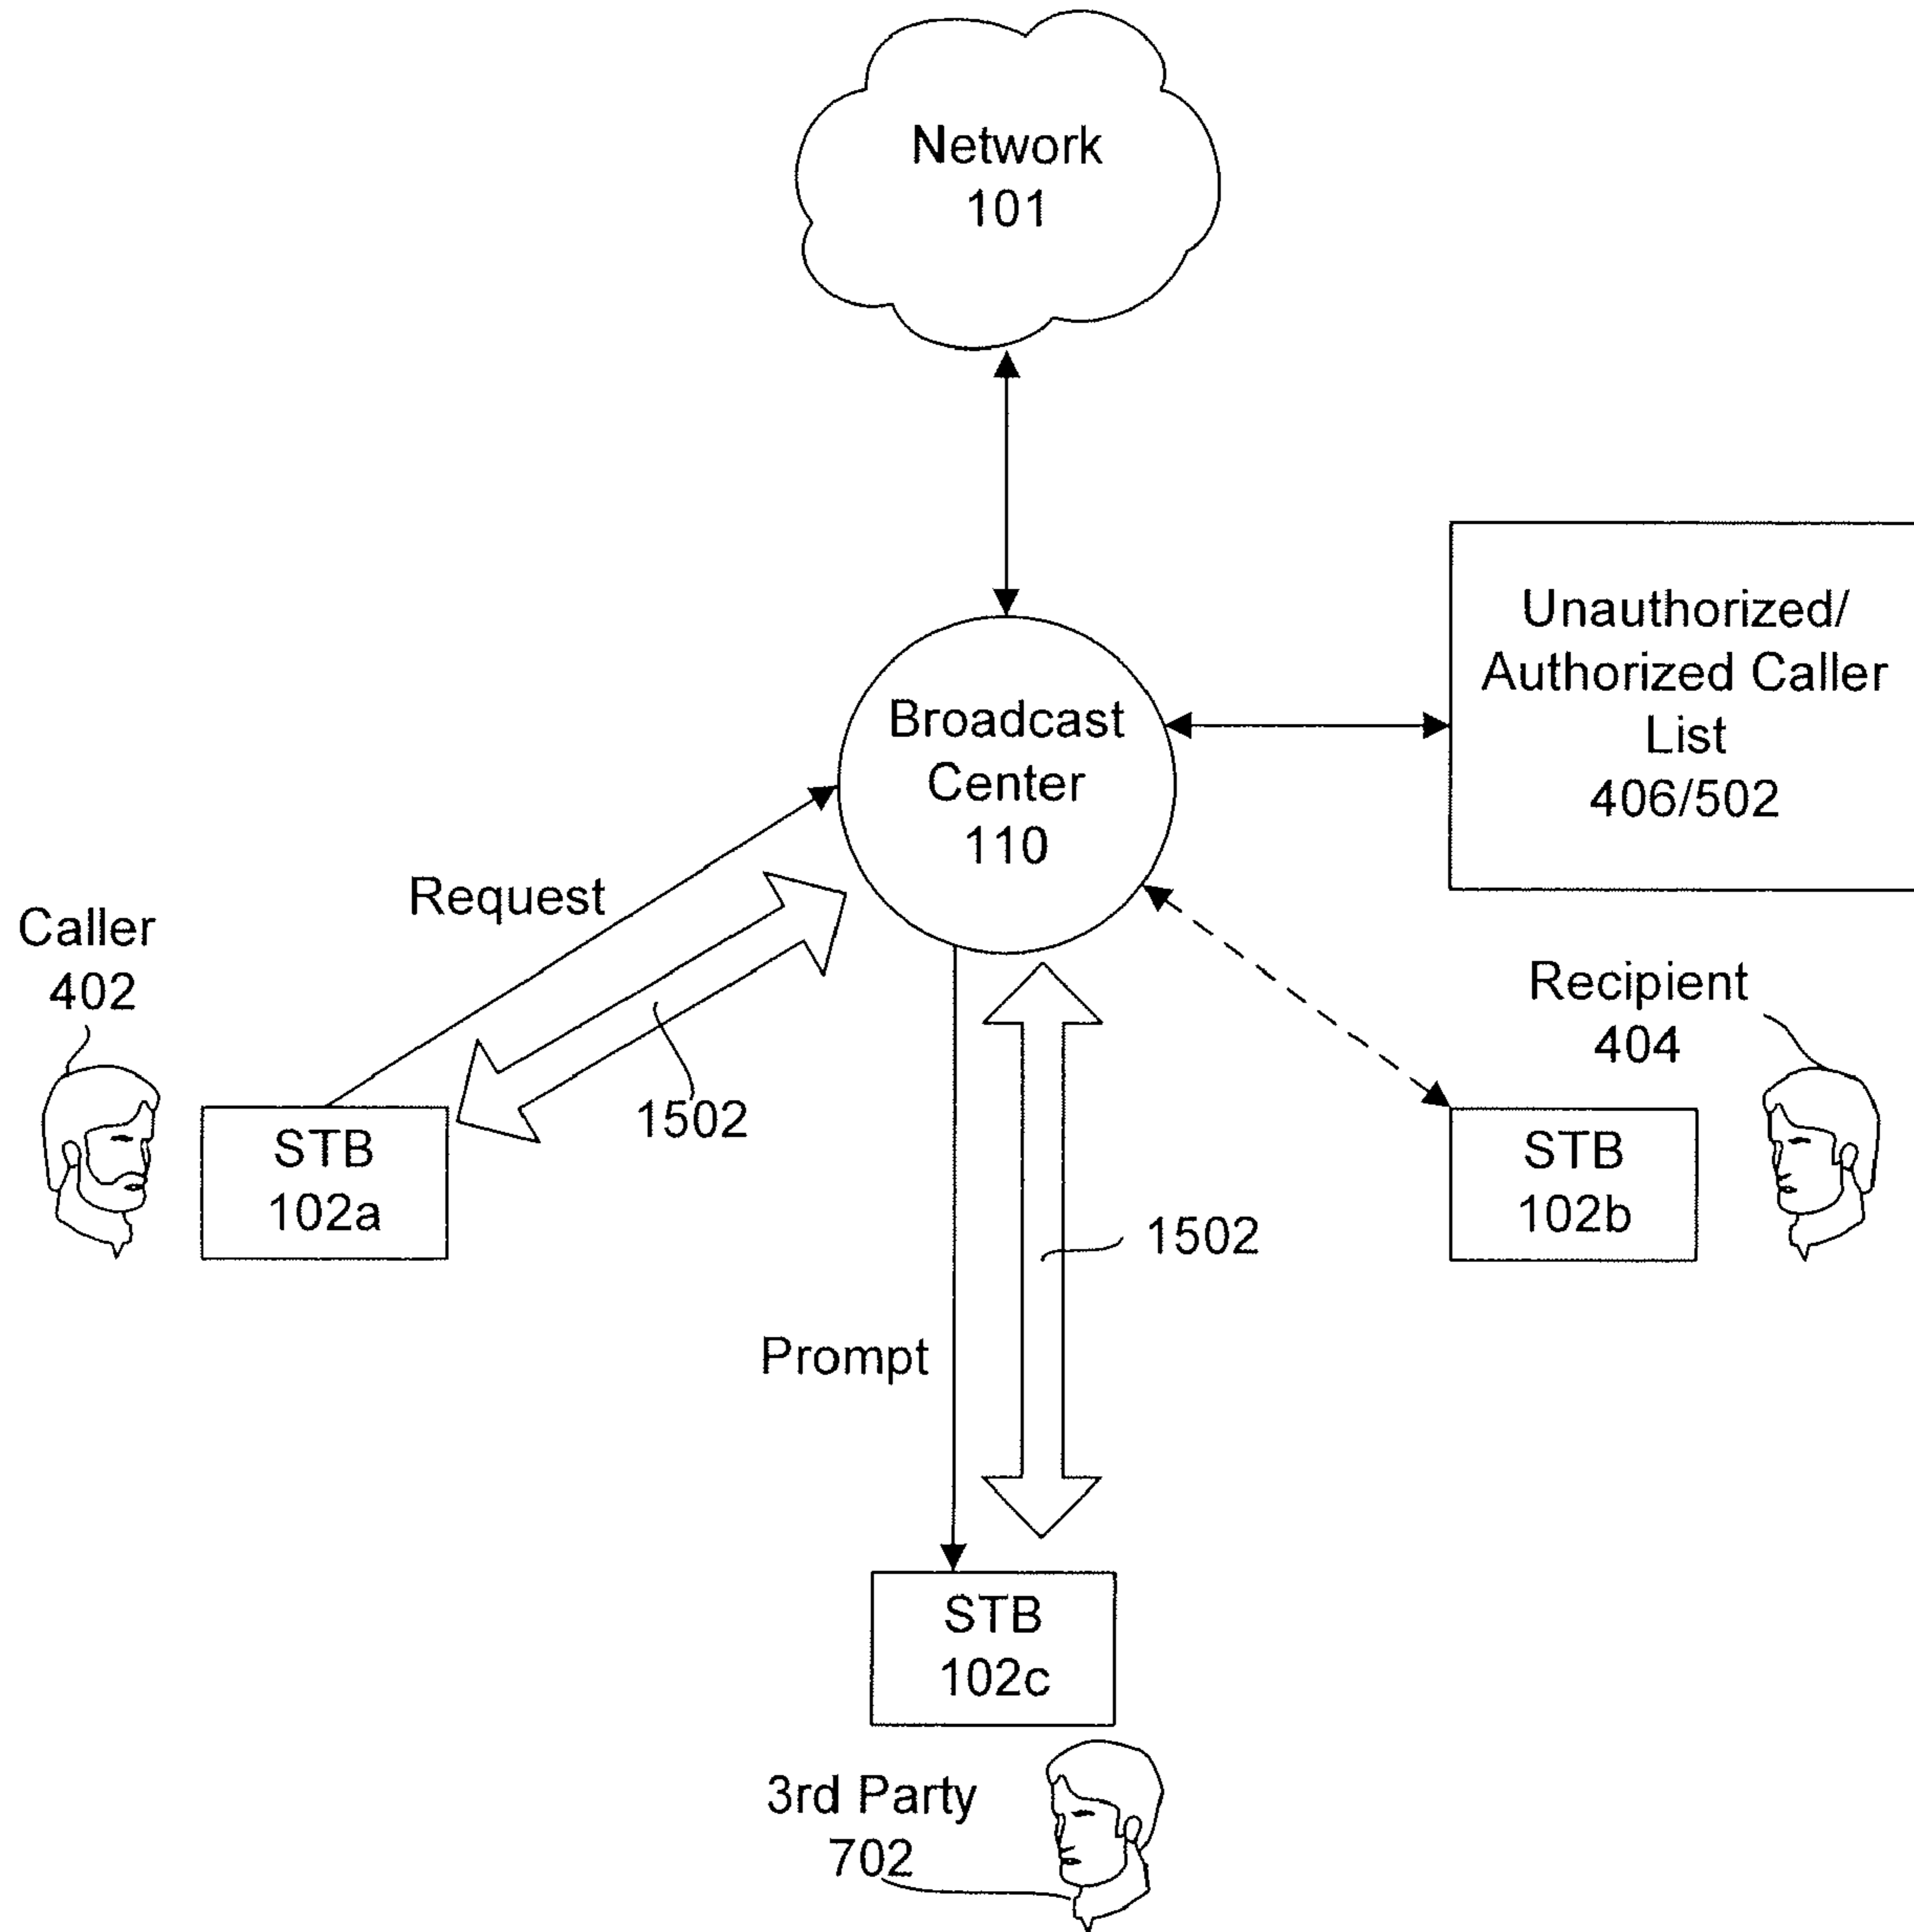 Network
101
Unauthorized/
Authorized Caller
List
406/502
Broadcast
Center
110
Request
Caller
402
Recipient
404
1502
STB
102a
STB
102b
1502
Prompt
STB
102c
3rd Party
702